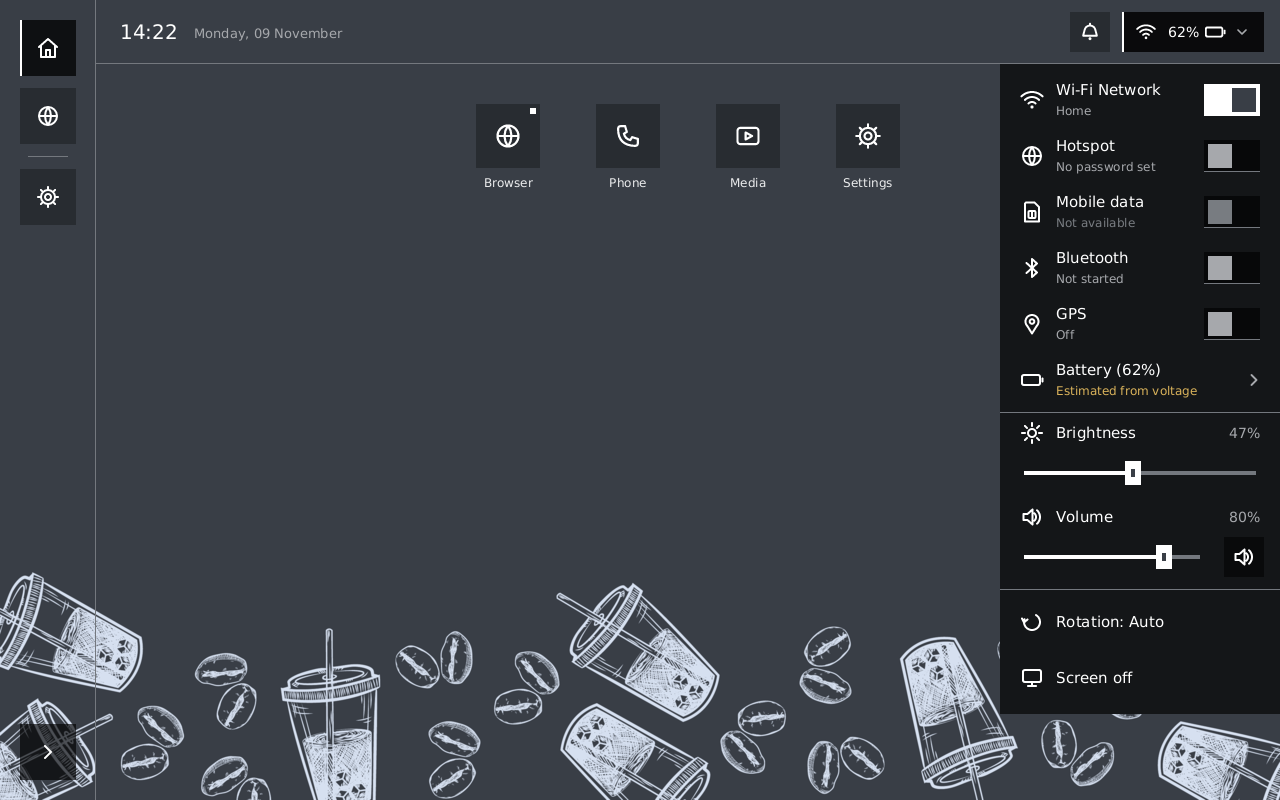 14:22
Monday, 09 November
62%
Browser
Phone
Media
Settings
Wi-Fi Network
Home
Hotspot
No password set
Mobile data
Not available
Bluetooth
Not started
GPS
Off
Battery (62%)
Estimated from voltage
Brightness
47%
Volume
80%
Rotation: Auto
Screen off